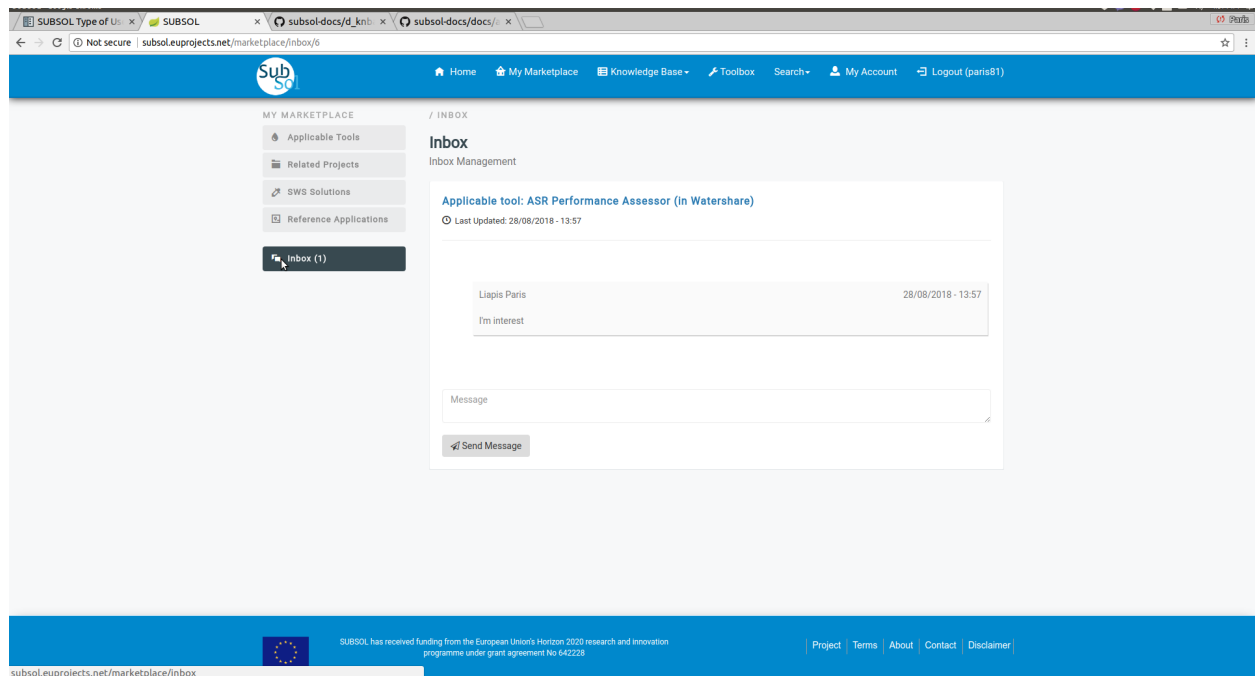 SUBSOL Type of Us
SUBSOL
subsol-docs/d_knb
subsol-docs/docs/
Paris
Not secure | subsol.euprojects.net/marketplace/inbox/6
Sub Sol
Home My Marketplace Knowledge Base Toolbox Search My Account Logout (paris81)
MY MARKETPLACE
Applicable Tools
Related Projects
SWS Solutions
Reference Applications
Inbox (1)
/ INBOX
Inbox
Inbox Management
Applicable tool: ASR Performance Assessor (in Watershare)
Last Updated: 28/08/2018 - 13:57
Liapis Paris 28/08/2018 - 13:57
I'm interest
Message
Send Message
SUBSOL has received funding from the European Union's Horizon 2020 research and innovation
programme under grant agreement No 642228
Project | Terms | About | Contact | Disclaimer
subsol.euprojects.net/marketplace/inbox